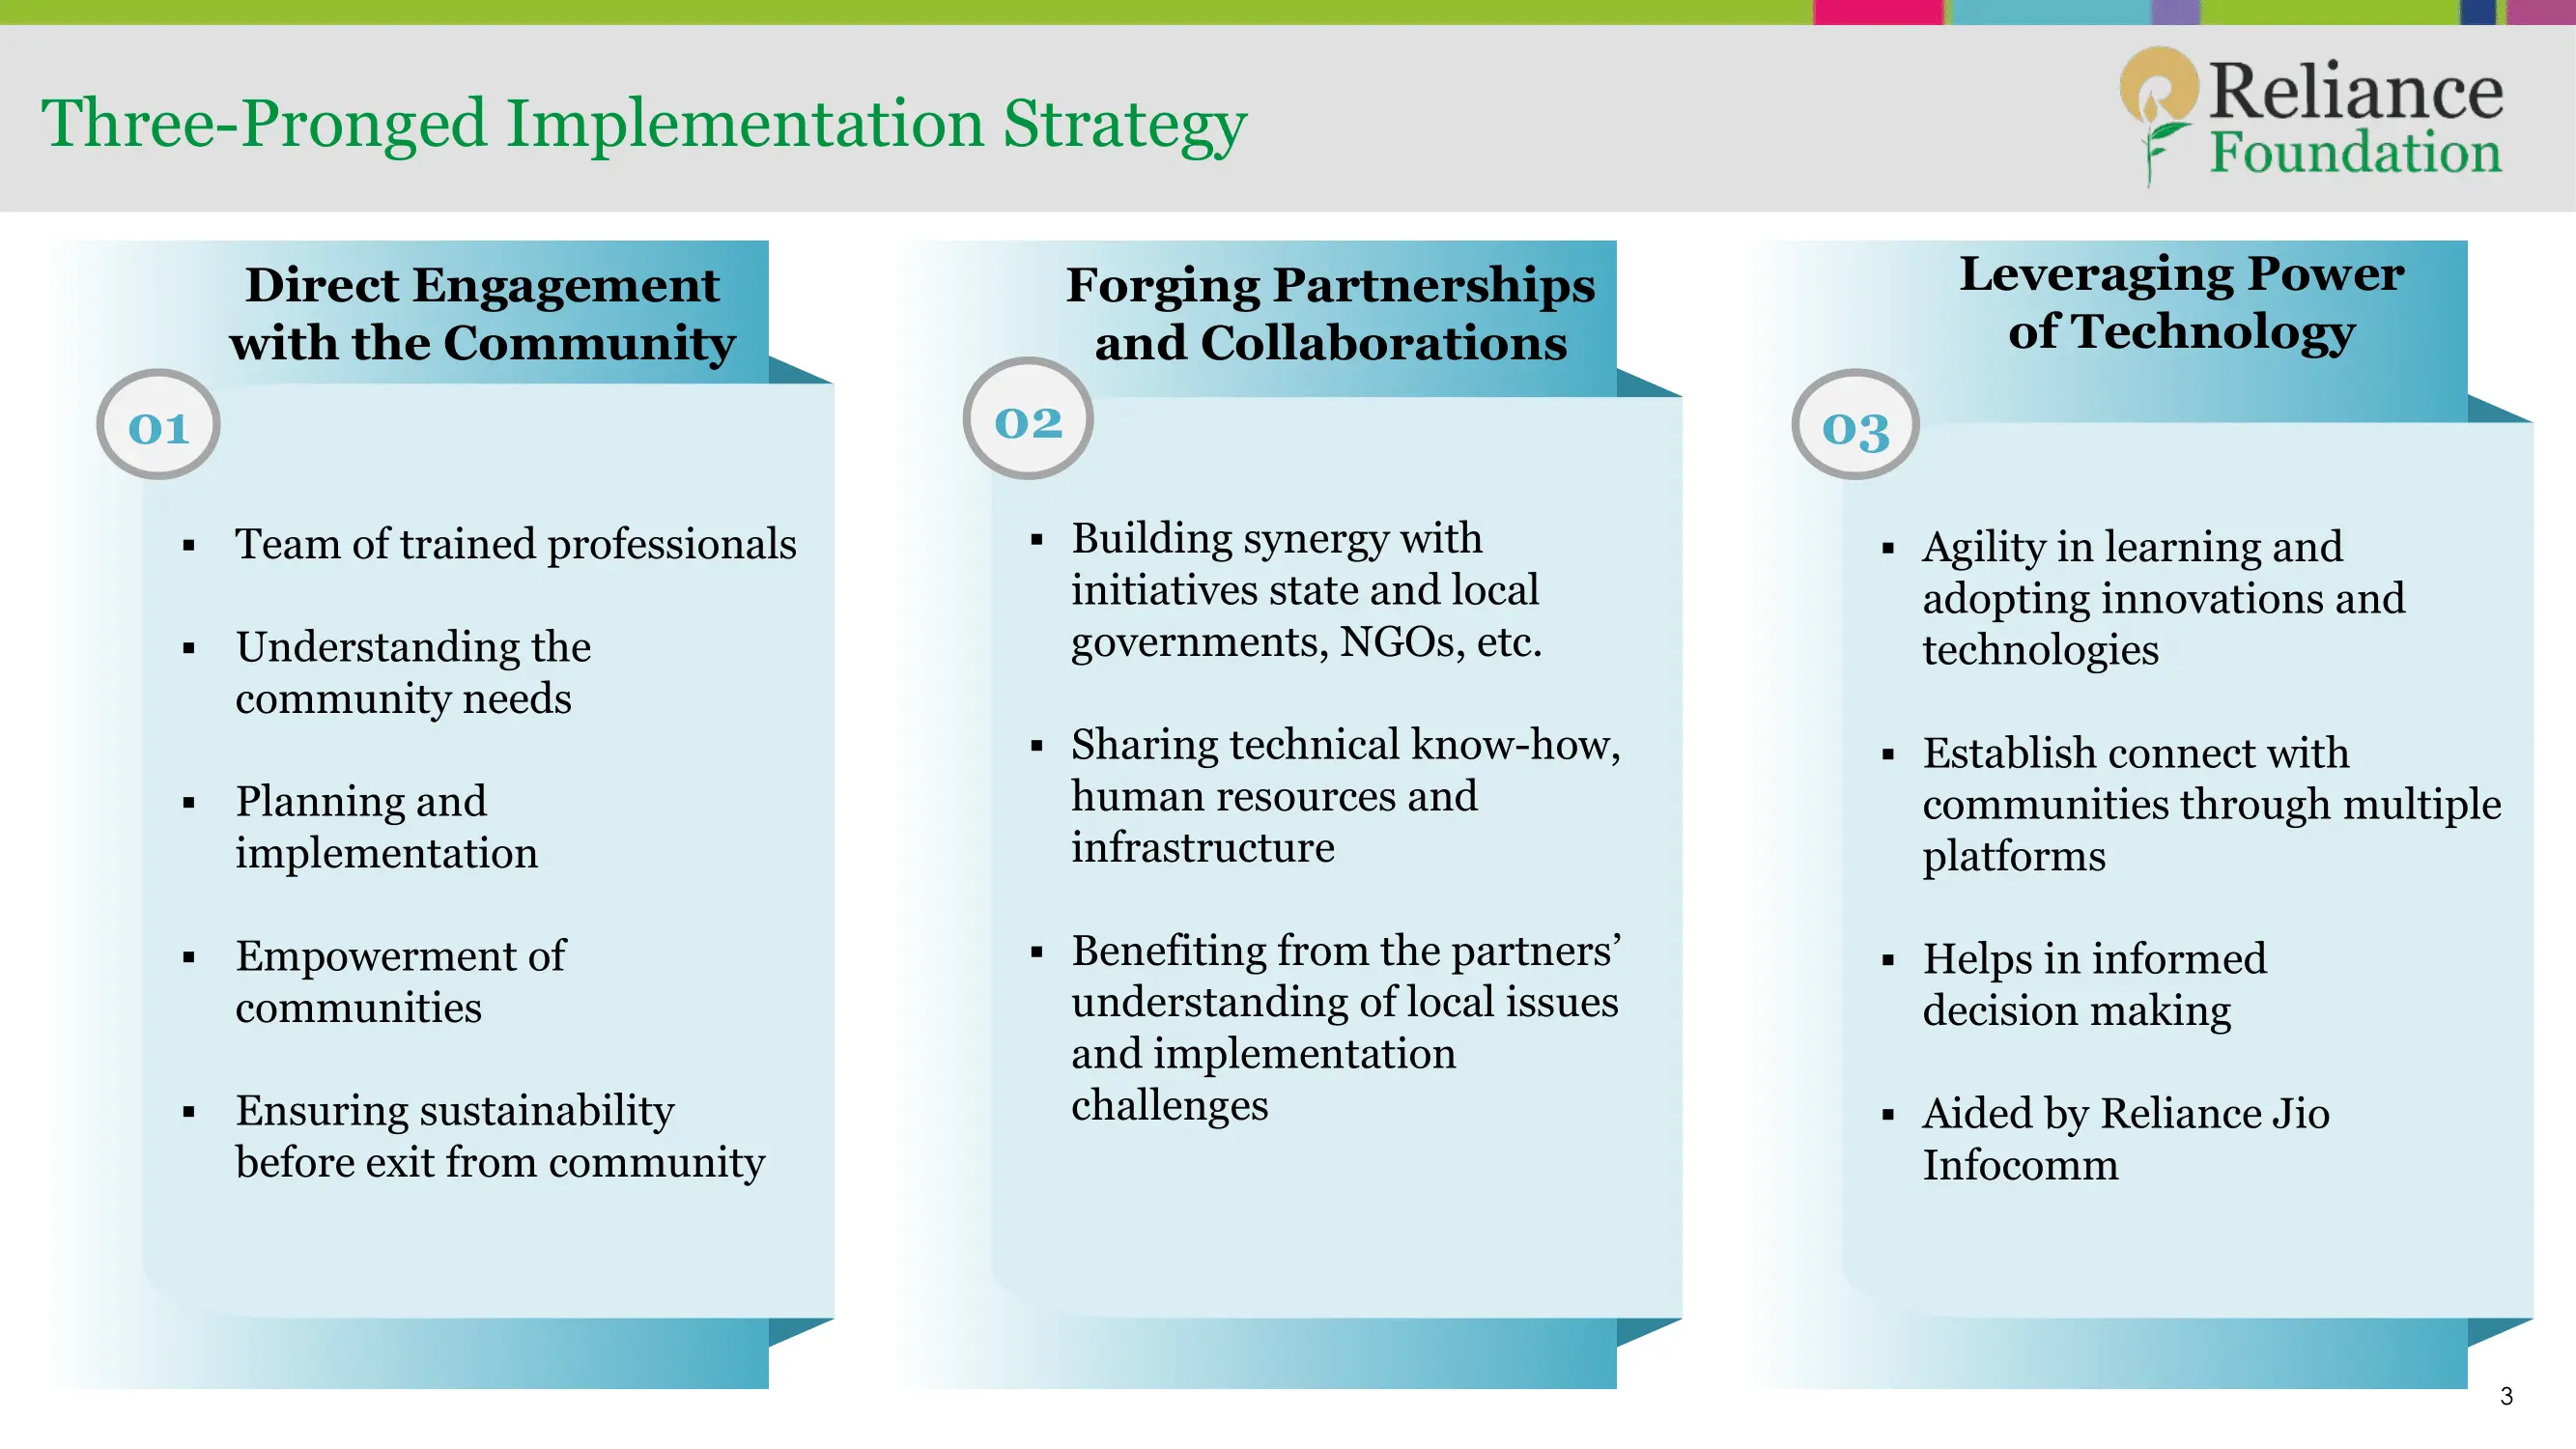 Three-Pronged Implementation Strategy
Reliance
Foundation
Direct Engagement
with the Community
01
▪ Team of trained professionals
▪ Understanding the
community needs
▪ Planning and
implementation
▪ Empowerment of
communities
▪ Ensuring sustainability
before exit from community
Forging Partnerships
and Collaborations
02
▪ Building synergy with
initiatives state and local
governments, NGOs, etc.
▪ Sharing technical know-how,
human resources and
infrastructure
▪ Benefiting from the partners’
understanding of local issues
and implementation
challenges
Leveraging Power
of Technology
03
▪ Agility in learning and
adopting innovations and
technologies
▪ Establish connect with
communities through multiple
platforms
▪ Helps in informed
decision making
▪ Aided by Reliance Jio
Infocomm
3